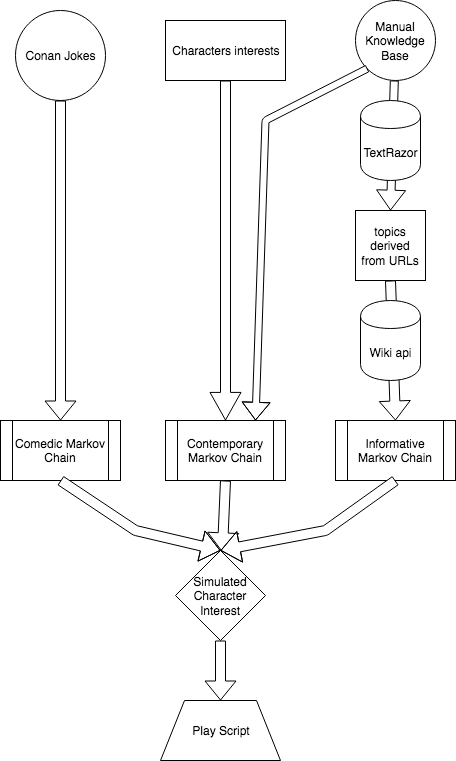 Conan Jokes
Characters interests
Manual
Knowledge
Base
TextRazor
topics
derived
from URLs
Wiki api
Comedic Markov
Chain
Contemporary
Markov Chain
Informative
Markov Chain
Simulated
Character
Interest
Play Script